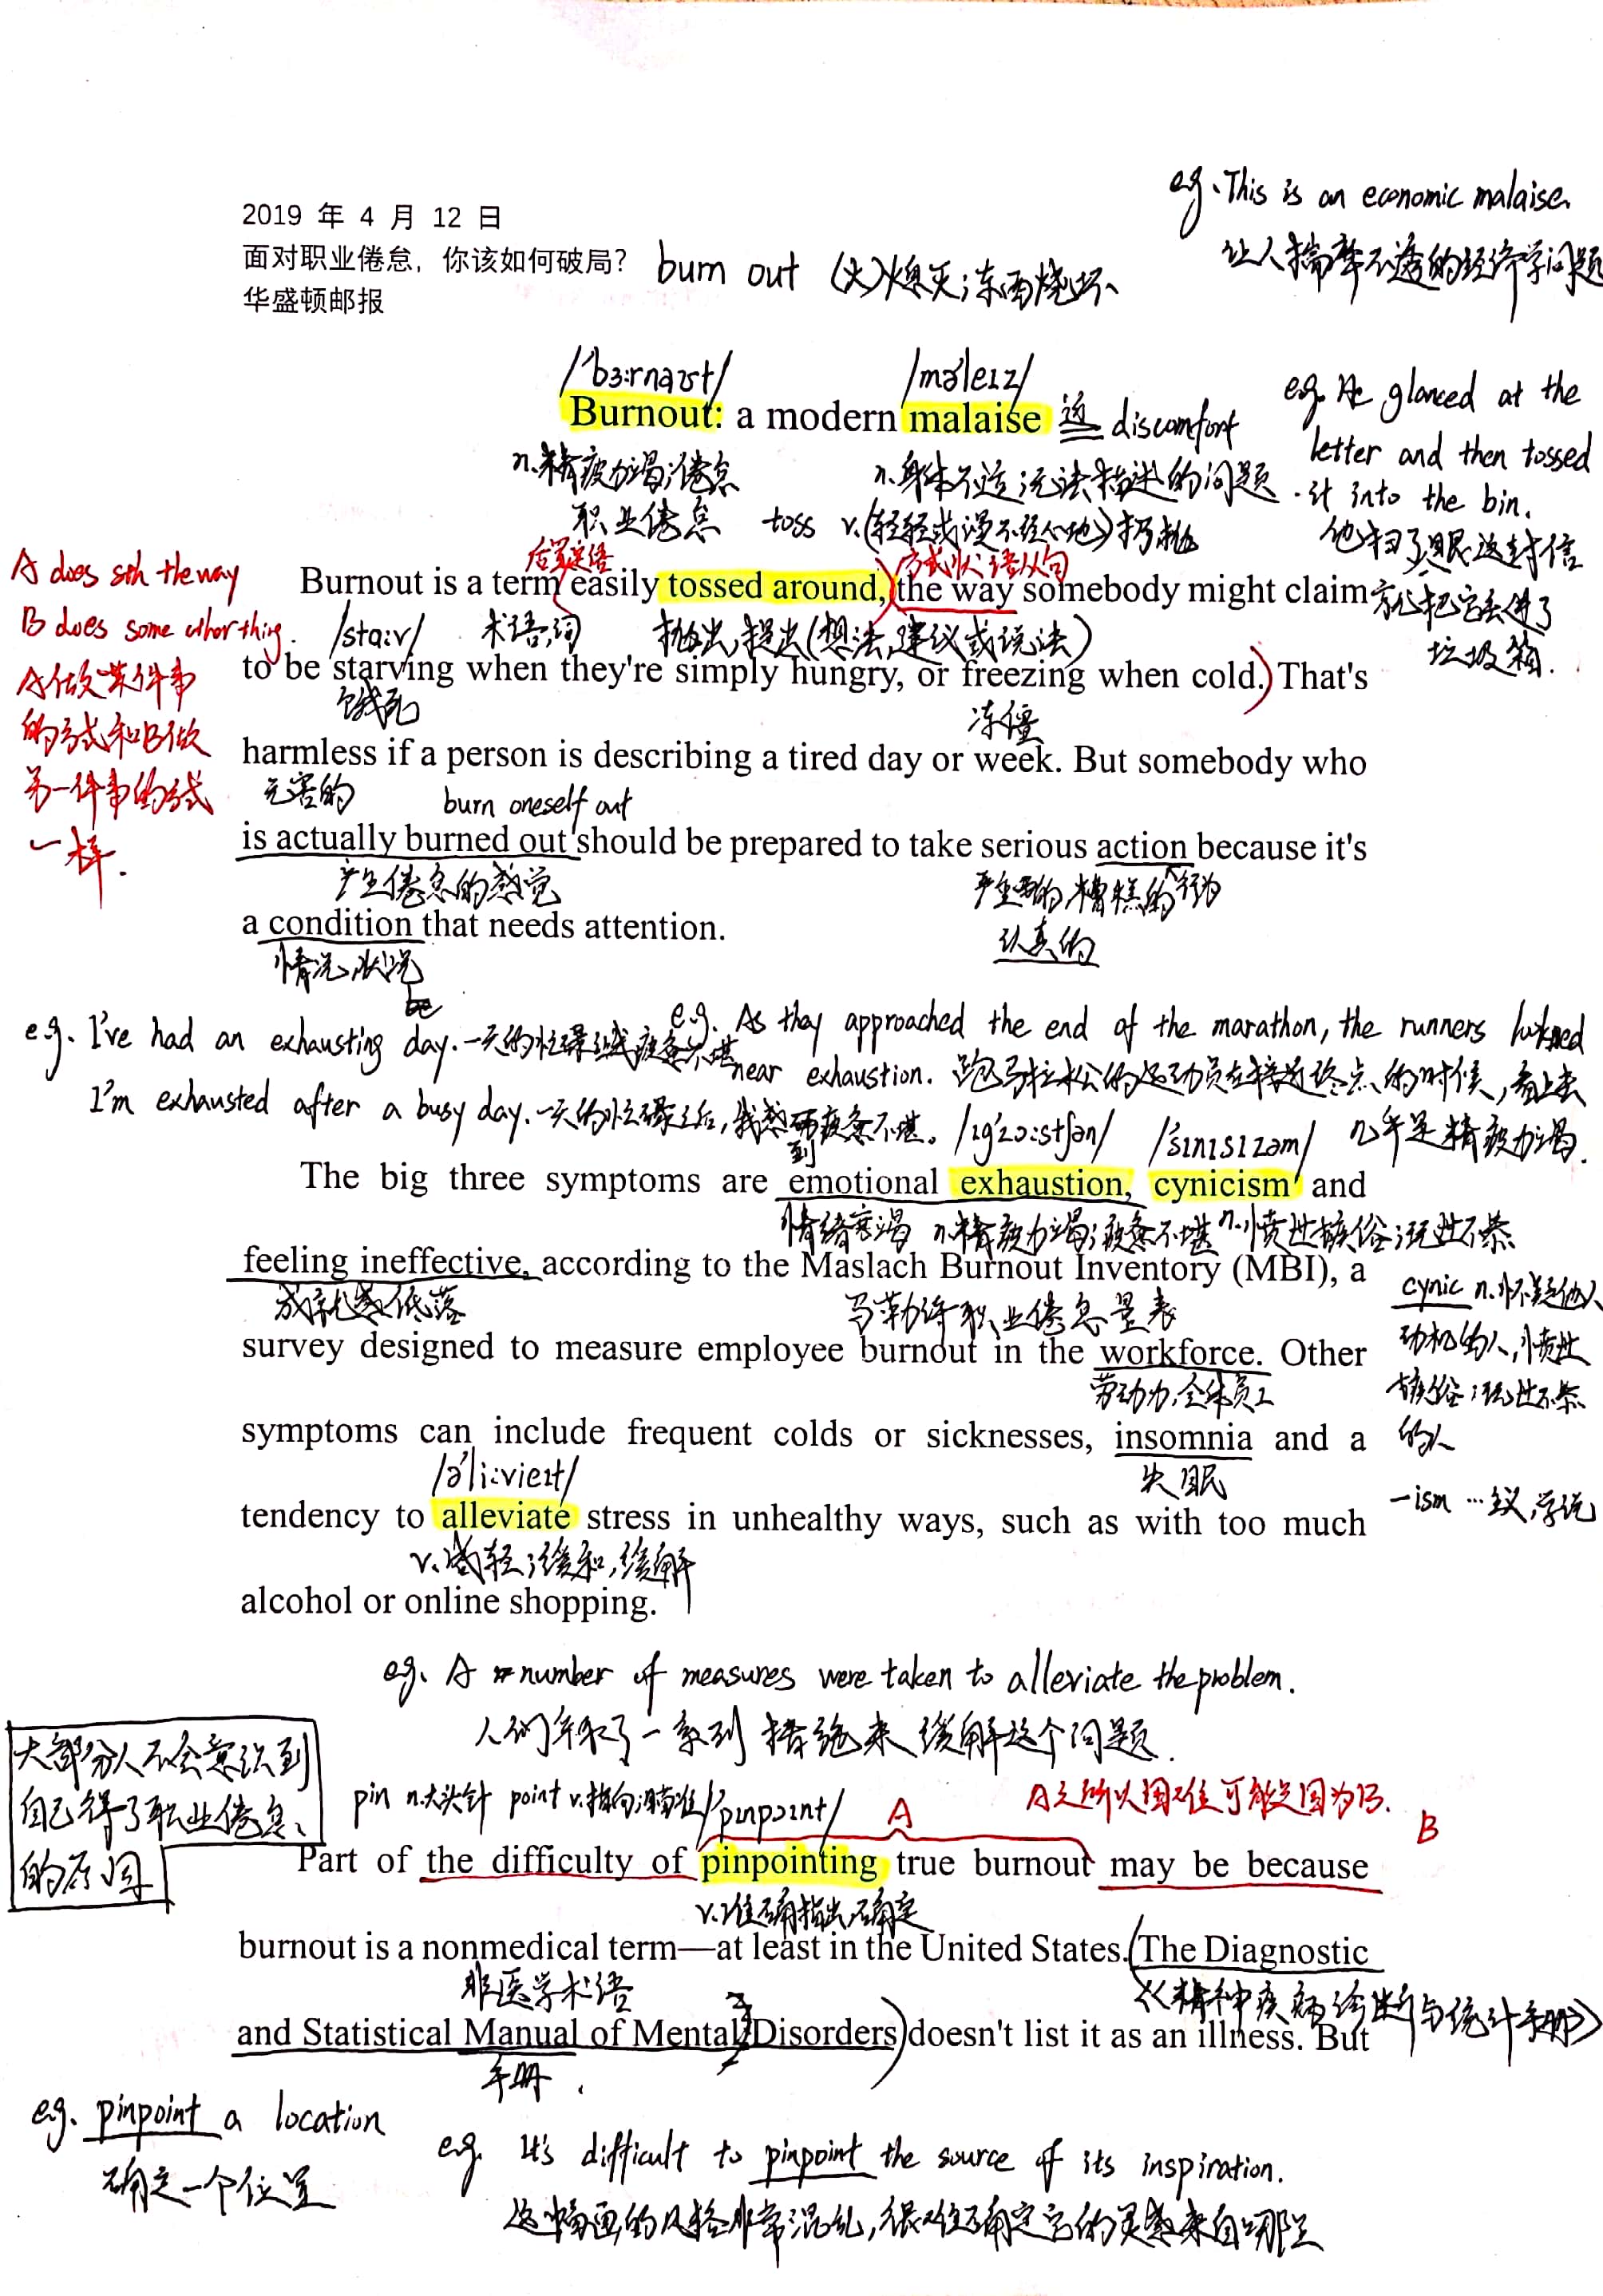 eg. This is an economic malaise.
让人揣摩不透的经济学问题
2019 年 4 月 12 日
面对职业倦怠，你该如何破局？
华盛顿邮报
burn out (火)熄灭；东西烧坏
/ˈbɜːrnaʊt/ /məˈleɪz/
Burnout: a modern malaise 近 discomfort
n.精疲力竭；倦怠
职业倦怠
n.身体不适；无法描述的问题
eg. He glanced at the
letter and then tossed
it into the bin.
他扫了眼这封信
就把它丢进了
垃圾箱.
toss v.(轻轻或漫不经心地)扔抛
后置定语
方式状语从句
A does sth the way
B does some other thing.
A做某件事
的方式和B做
另一件事的方式
一样.
Burnout is a term easily tossed around, the way somebody might claim
/stɑːrv/ 术语,词 抛出,提出(想法,建议或说法)
to be starving when they're simply hungry, or freezing when cold. That's
饿死 冻僵
harmless if a person is describing a tired day or week. But somebody who
无害的 burn oneself out
is actually burned out should be prepared to take serious action because it's
产生倦怠的感觉 严重的,糟糕的 行为
认真的
a condition that needs attention.
情况,状况
e.g. I've had an exhausting day. 一天的忙碌让我疲惫不堪
I'm exhausted after a busy day. 一天的忙碌之后,我感到疲惫不堪。
e.g. As they approached the end of the marathon, the runners looked
near exhaustion. 跑马拉松的运动员在接近终点的时候,看上去
几乎是精疲力竭.
/ɪɡˈzɔːstʃən/ /ˈsɪnɪsɪzəm/
The big three symptoms are emotional exhaustion, cynicism and
情绪衰竭 n.精疲力竭；疲惫不堪 n.愤世嫉俗；玩世不恭
feeling ineffective, according to the Maslach Burnout Inventory (MBI), a
成就感低落 马勒诗职业倦怠量表
survey designed to measure employee burnout in the workforce. Other
劳动力,全体员工
cynic n.怀疑他人
动机的人,愤世
嫉俗；玩世不恭
的人
-ism …主义,学说
symptoms can include frequent colds or sicknesses, insomnia and a
/əˈliːvieɪt/ 失眠
tendency to alleviate stress in unhealthy ways, such as with too much
v.减轻；缓和,缓解
alcohol or online shopping.
eg. A number of measures were taken to alleviate the problem.
人们采取了一系列措施来缓解这个问题.
大部分人不会意识到
自己得了职业倦怠
的原因
pin n.大头针 point v.指向；瞄准 /ˈpɪnpɔɪnt/ A
A之所以困难可能是因为B.
B
Part of the difficulty of pinpointing true burnout may be because
v.准确指出,确定
burnout is a nonmedical term—at least in the United States. The Diagnostic
非医学术语 《精神疾病诊断与统计手册》
and Statistical Manual of Mental Disorders doesn't list it as an illness. But
手册.
e.g. pinpoint a location
确定一个位置
e.g. It's difficult to pinpoint the source of its inspiration.
这幅画的风格非常混乱,很难确定它的灵感来自哪里